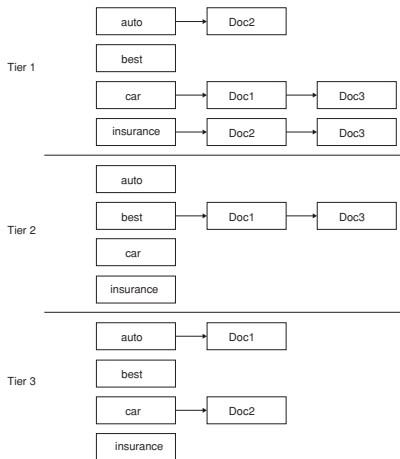 auto Doc2
best
Tier 1
car Doc1 Doc3
insurance Doc2 Doc3
auto
best Doc1 Doc3
Tier 2
car
insurance
auto Doc1
best
Tier 3
car Doc2
insurance